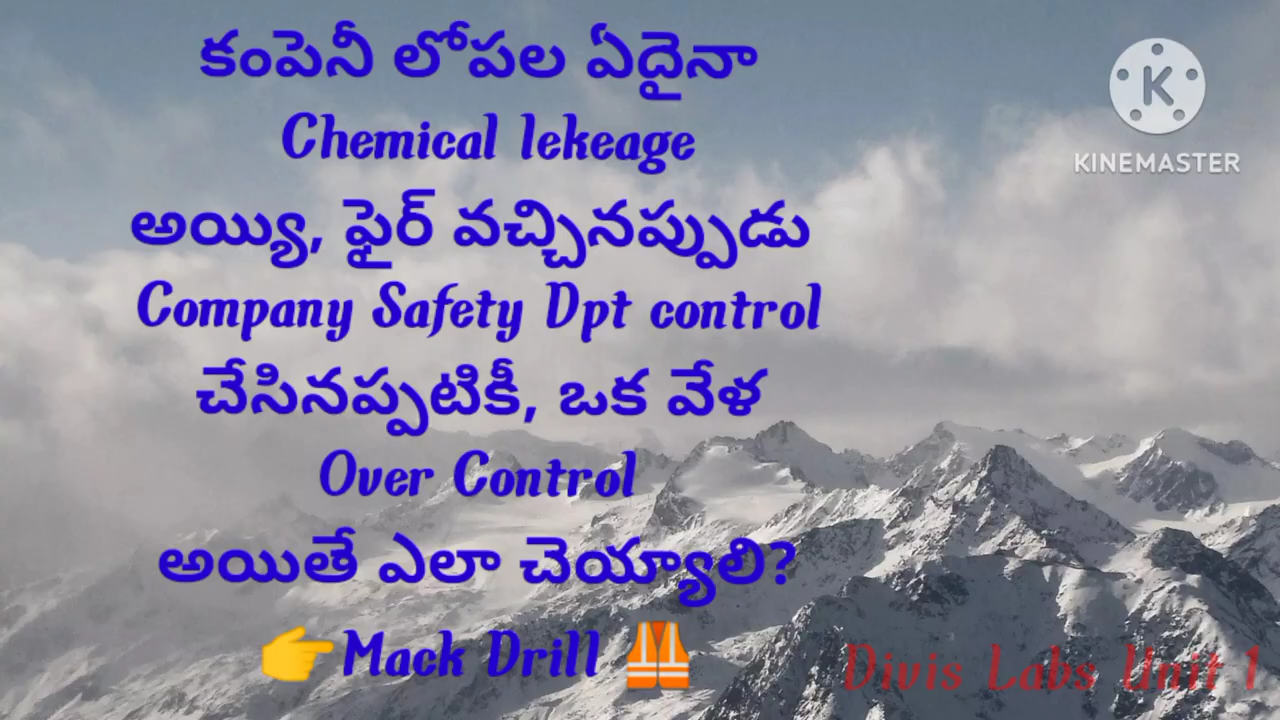 కంపెనీ లోపల ఏదైనా
Chemical lekeage
అయ్యి, ఫైర్ వచ్చినప్పుడు
Company Safety Dpt control
చేసినప్పటికీ, ఒక వేళ
Over Control
అయితే ఎలా చెయ్యాలి?
👉Mack Drill 🦺
K
KINEMASTER
Divis Labs Unit 1